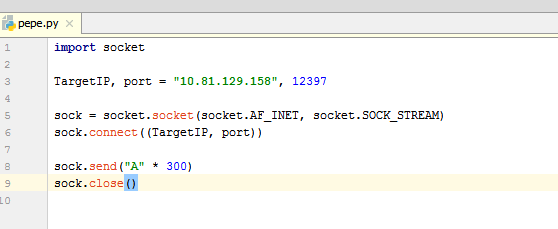 pepe.py
1 import socket
2
3 TargetIP, port = "10.81.129.158", 12397
4
5 sock = socket.socket(socket.AF_INET, socket.SOCK_STREAM)
6 sock.connect((TargetIP, port))
7
8 sock.send("A" * 300)
9 sock.close()
10